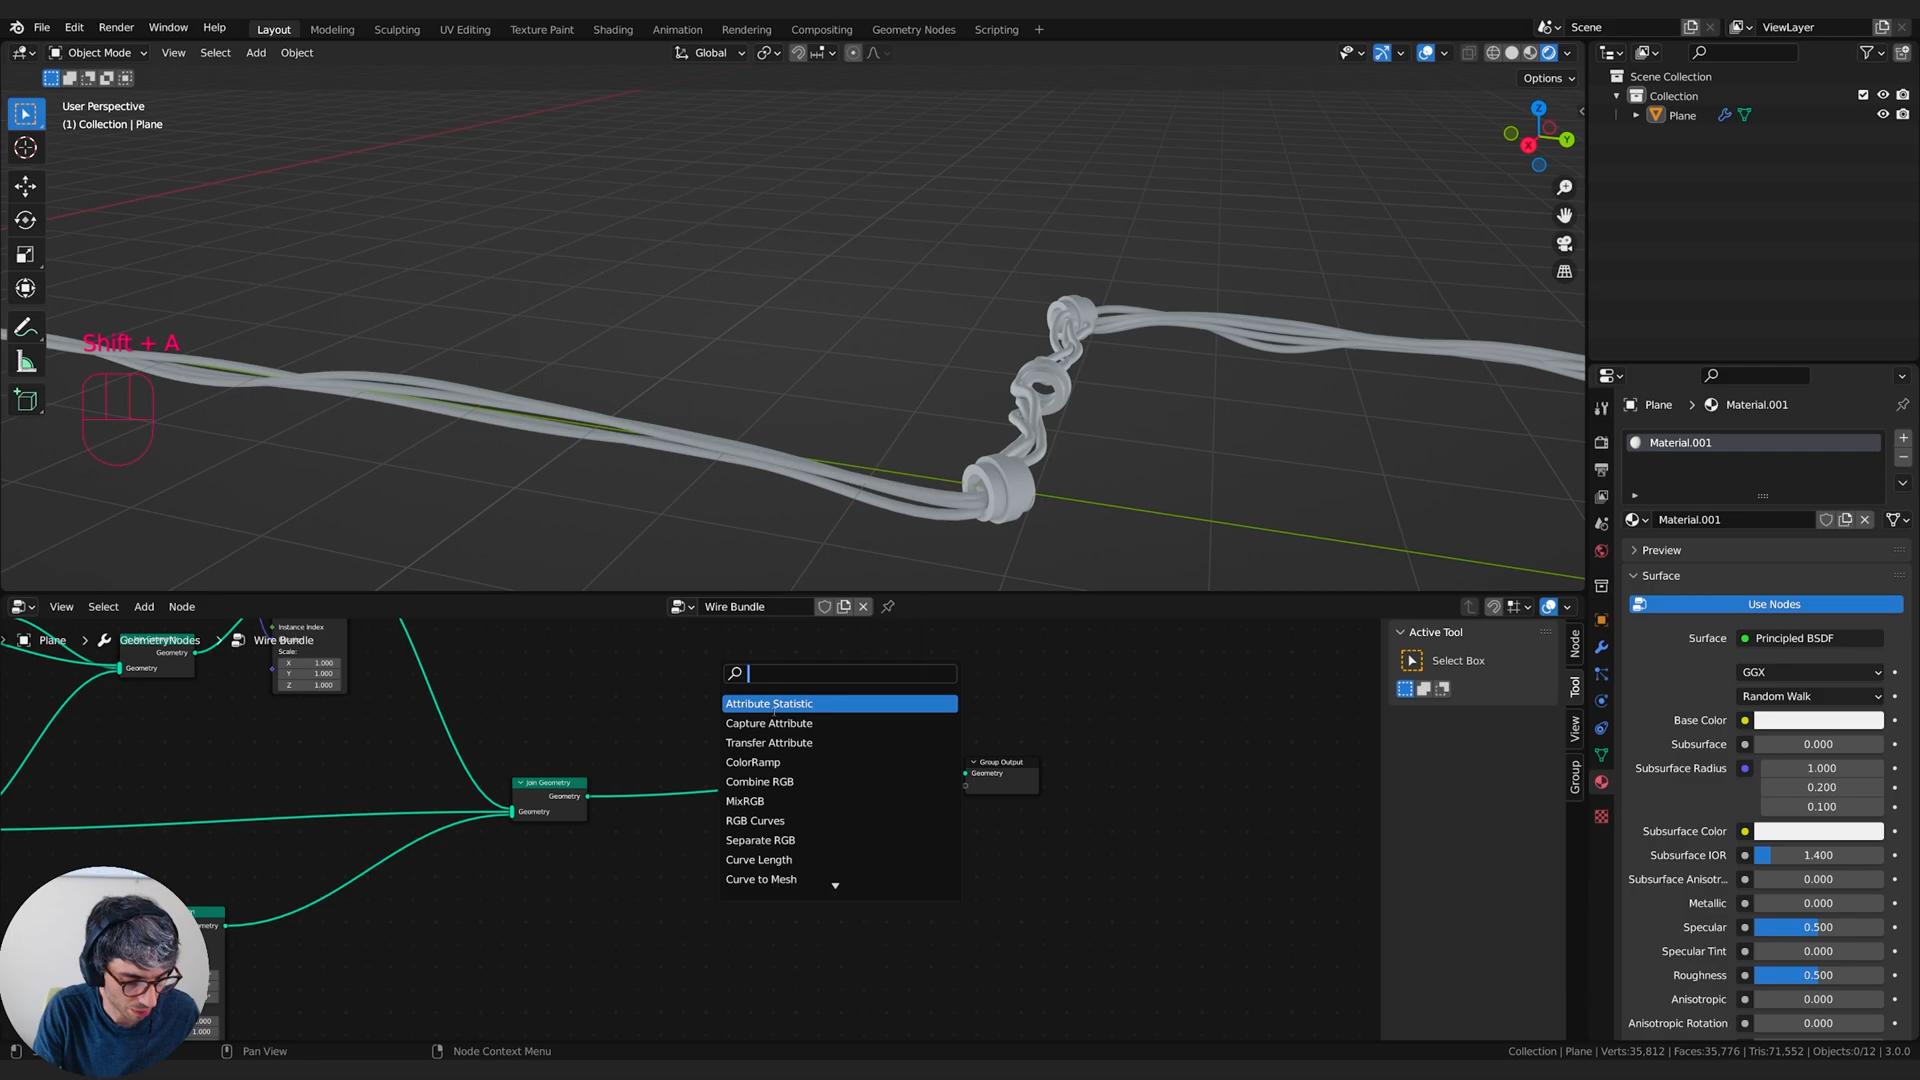 File Edit Render Window Help Layout Modeling Sculpting UV Editing Texture Paint Shading Animation Rendering Compositing Geometry Nodes Scripting + Scene ViewLayer
Object Mode View Select Add Object Global
Options
User Perspective
(1) Collection | Plane
Scene Collection
Collection
Plane
Z
Y
X
Shift + A
Plane > Material.001
Material.001
Material.001
Preview
Surface
Use Nodes
Surface Principled BSDF
GGX
Random Walk
Base Color
Subsurface 0.000
Subsurface Radius 1.000
0.200
0.100
Subsurface Color
Subsurface IOR 1.400
Subsurface Anisotr... 0.000
Metallic 0.000
Specular 0.500
Specular Tint 0.000
Roughness 0.500
Anisotropic 0.000
Anisotropic Rotation 0.000
View Select Add Node Wire Bundle
Plane GeometryNodes Wire Bundle
Geometry
Geometry
Instance Index
Scale:
X 1.000
Y 1.000
Z 1.000
Join Geometry
Geometry
Geometry
Attribute Statistic
Capture Attribute
Transfer Attribute
ColorRamp
Combine RGB
MixRGB
RGB Curves
Separate RGB
Curve Length
Curve to Mesh
Group Output
Geometry
Active Tool
Select Box
Node
Tool
View
Group
Pan View
Node Context Menu
Collection | Plane | Verts:35,812 | Faces:35,776 | Tris:71,552 | Objects:0/12 | 3.0.0